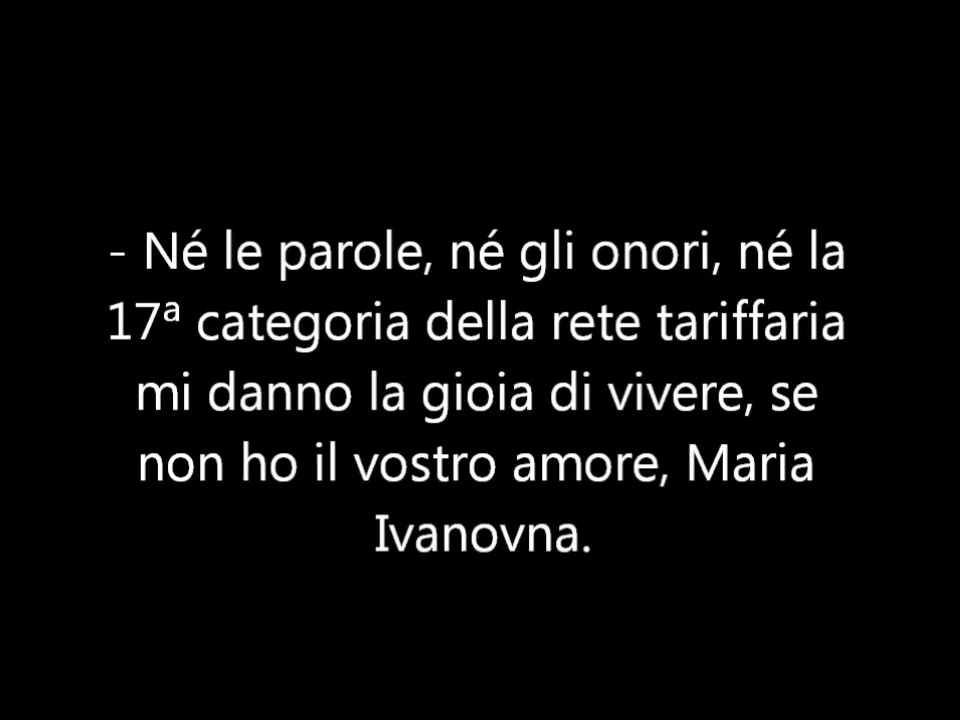 - Né le parole, né gli onori, né la
17ª categoria della rete tariffaria
mi danno la gioia di vivere, se
non ho il vostro amore, Maria
Ivanovna.